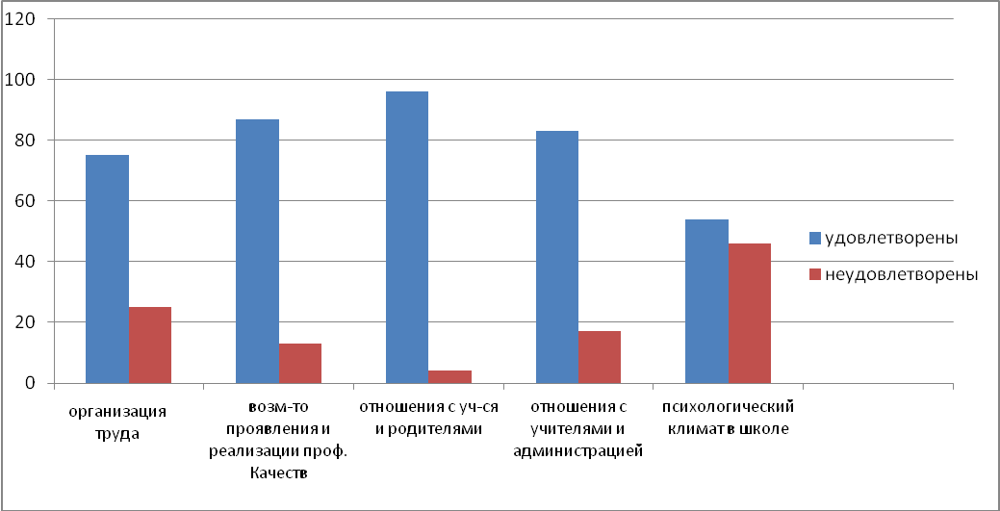 120
100
80
60
40
20
0
организация
труда
возм-то
проявления и
реализации проф.
Качеств
отношения с уч-ся
и родителями
отношения с
учителями и
администрацией
психологический
климат в школе
удовлетворены
неудовлетворены